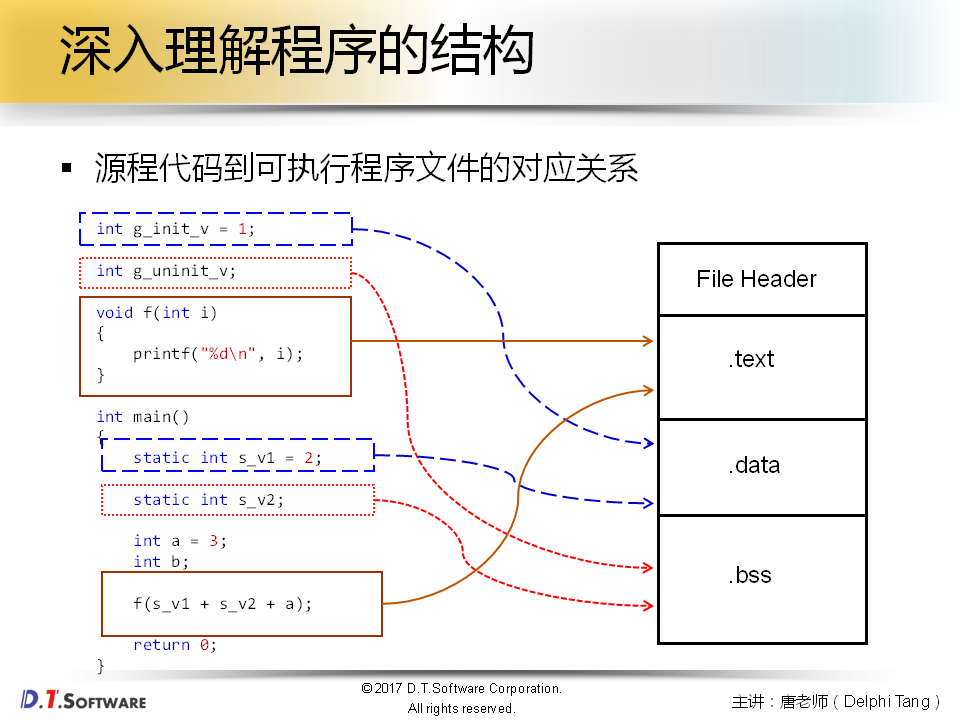 深入理解程序的结构
▪ 源程代码到可执行程序文件的对应关系
int g_init_v = 1;
int g_uninit_v;
void f(int i)
{
    printf("%d\n", i);
}
int main()
{
    static int s_v1 = 2;
    static int s_v2;
    int a = 3;
    int b;
    f(s_v1 + s_v2 + a);
    return 0;
}
File Header
.text
.data
.bss
D.T.SOFTWARE
©2017 D.T.Software Corporation.
All rights reserved.
主讲：唐老师（Delphi Tang）